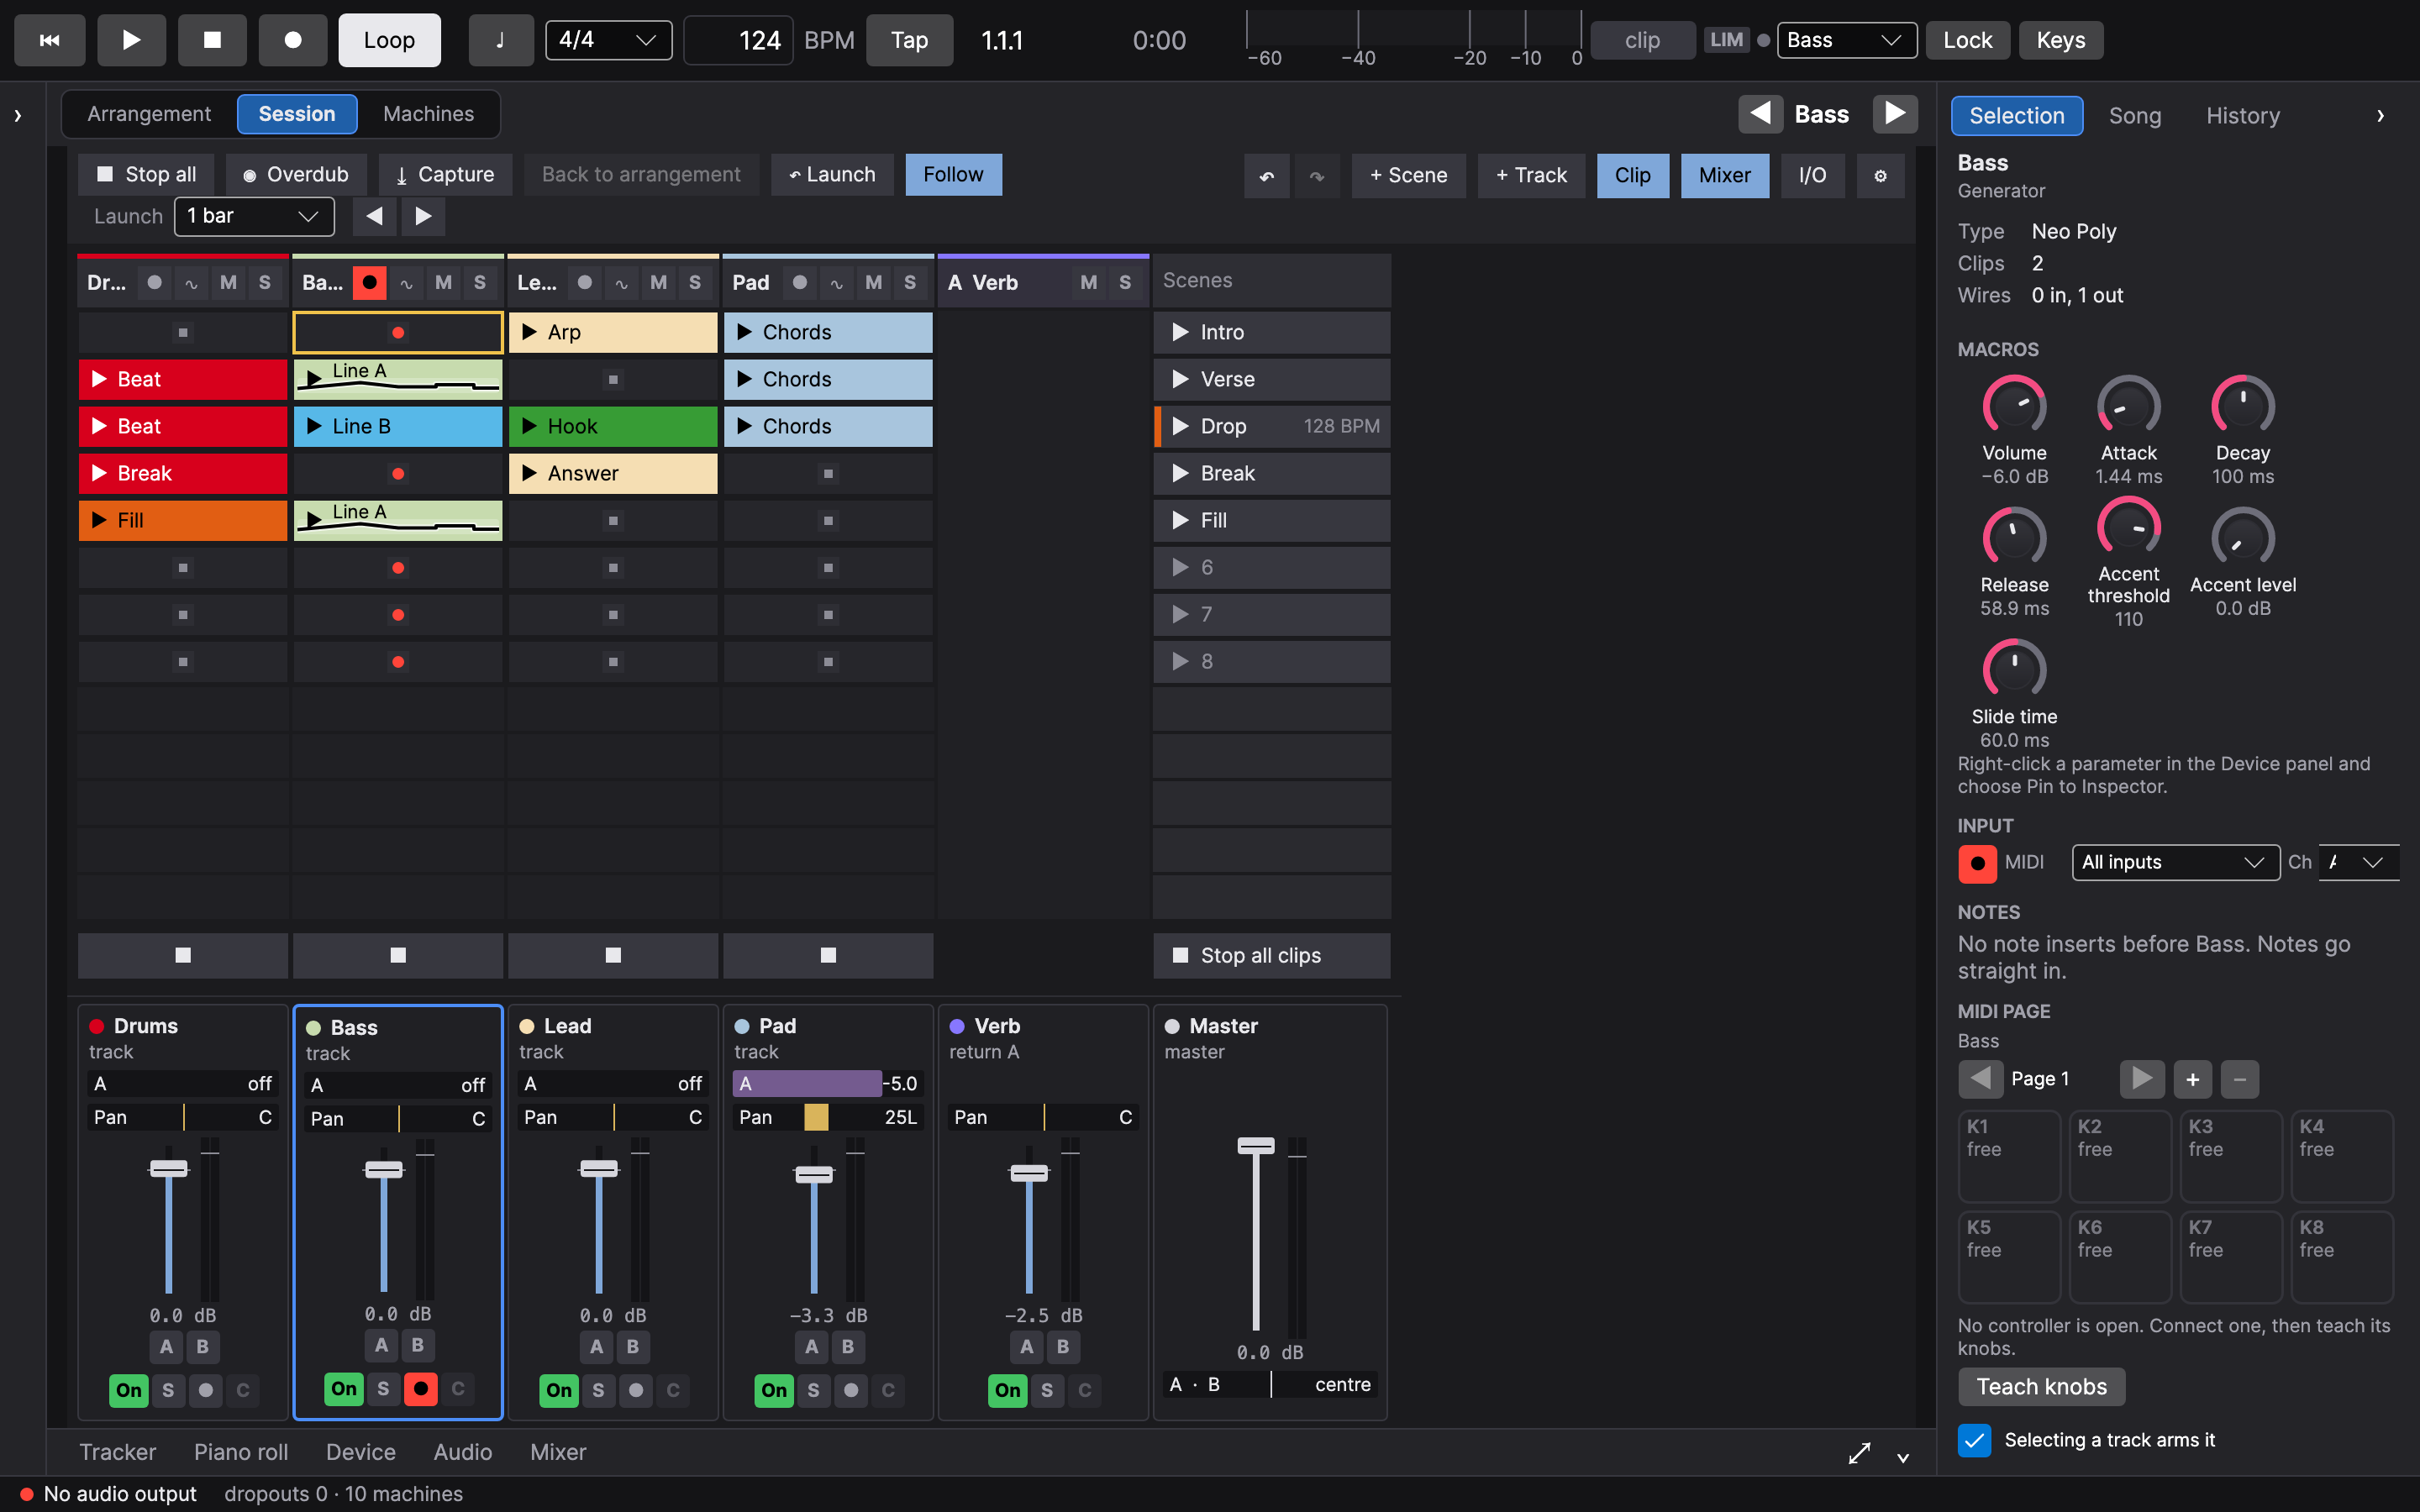 Loop
4/4
124 BPM
Tap
1.1.1
0:00
−60 −40 −20 −10 0
clip
LIM
Bass
Lock
Keys
Arrangement Session Machines
Bass
Stop all
Overdub
Capture
Back to arrangement
Launch
Follow
+ Scene
+ Track
Clip
Mixer
I/O
Launch 1 bar
Dr... M S
Ba... M S
Le... M S
Pad M S
A Verb M S
Scenes
Arp Chords Intro
Beat Line A Chords Verse
Beat Line B Hook Chords Drop 128 BPM
Break Answer Break
Fill Line A Fill
6
7
8
Stop all clips
Drums
track
A off
Pan C
0.0 dB
A B
On S C
Bass
track
A off
Pan C
0.0 dB
A B
On S C
Lead
track
A off
Pan C
0.0 dB
A B
On S C
Pad
track
A -5.0
Pan 25L
−3.3 dB
A B
On S C
Verb
return A
Pan C
−2.5 dB
A B
On S C
Master
master
0.0 dB
A · B centre
Tracker Piano roll Device Audio Mixer
No audio output dropouts 0 · 10 machines
Selection Song History
Bass
Generator
Type Neo Poly
Clips 2
Wires 0 in, 1 out
MACROS
Volume Attack Decay
−6.0 dB 1.44 ms 100 ms
Release
58.9 ms
Accent
threshold
110
Accent level
0.0 dB
Slide time
60.0 ms
Right-click a parameter in the Device panel and
choose Pin to Inspector.
INPUT
MIDI All inputs Ch
NOTES
No note inserts before Bass. Notes go
straight in.
MIDI PAGE
Bass
Page 1 + −
K1 K2 K3 K4
free free free free
K5 K6 K7 K8
free free free free
No controller is open. Connect one, then teach its
knobs.
Teach knobs
Selecting a track arms it